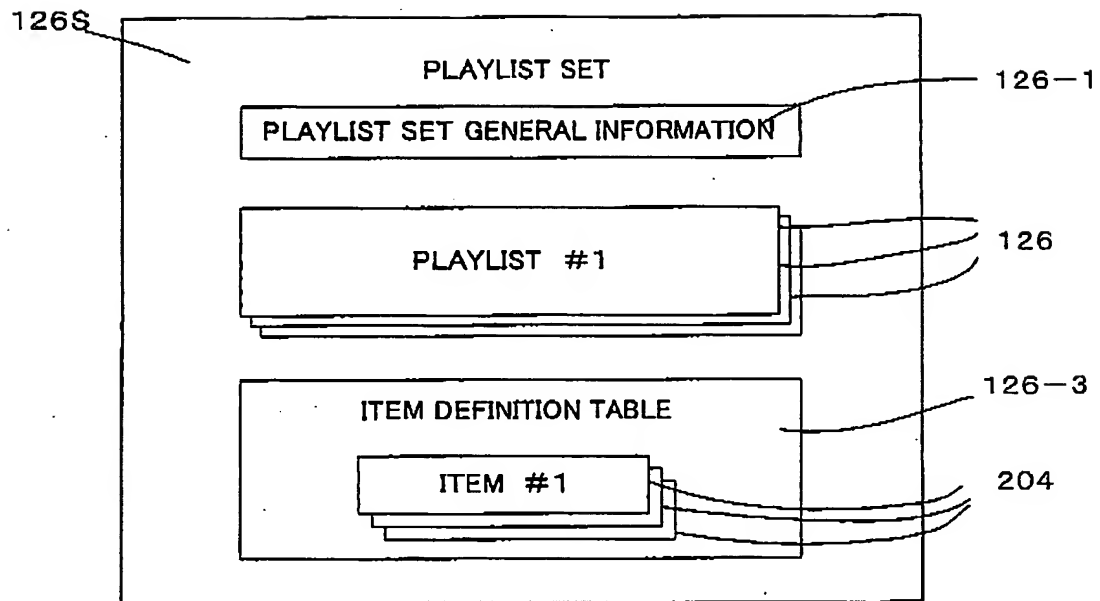 126S
PLAYLIST SET
126-1
PLAYLIST SET GENERAL INFORMATION
PLAYLIST #1
126
ITEM DEFINITION TABLE
126-3
ITEM #1
204